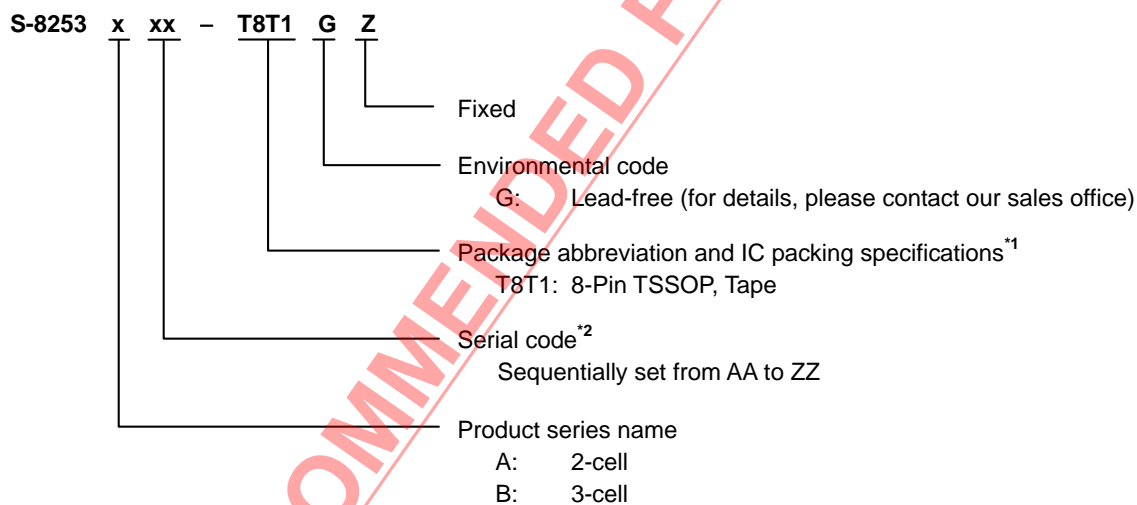 S-8253 x xx – T8T1 G Z
Fixed
Environmental code
G: Lead-free (for details, please contact our sales office)
Package abbreviation and IC packing specifications*1
T8T1: 8-Pin TSSOP, Tape
Serial code*2
Sequentially set from AA to ZZ
Product series name
A: 2-cell
B: 3-cell
OMMENDED F